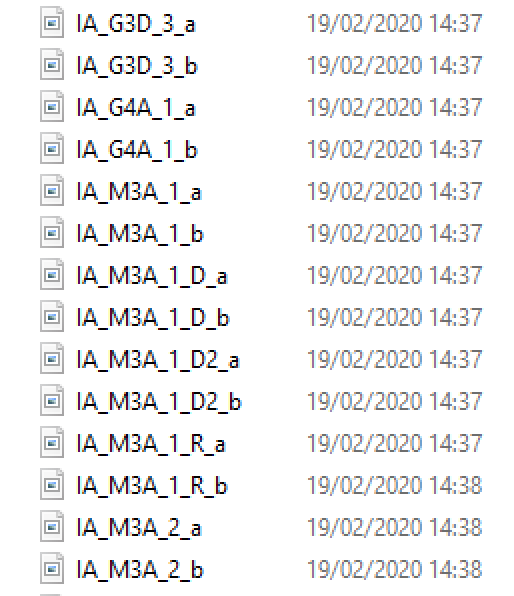 IA_G3D_3_a 19/02/2020 14:37
IA_G3D_3_b 19/02/2020 14:37
IA_G4A_1_a 19/02/2020 14:37
IA_G4A_1_b 19/02/2020 14:37
IA_M3A_1_a 19/02/2020 14:37
IA_M3A_1_b 19/02/2020 14:37
IA_M3A_1_D_a 19/02/2020 14:37
IA_M3A_1_D_b 19/02/2020 14:37
IA_M3A_1_D2_a 19/02/2020 14:37
IA_M3A_1_D2_b 19/02/2020 14:37
IA_M3A_1_R_a 19/02/2020 14:37
IA_M3A_1_R_b 19/02/2020 14:38
IA_M3A_2_a 19/02/2020 14:38
IA_M3A_2_b 19/02/2020 14:38